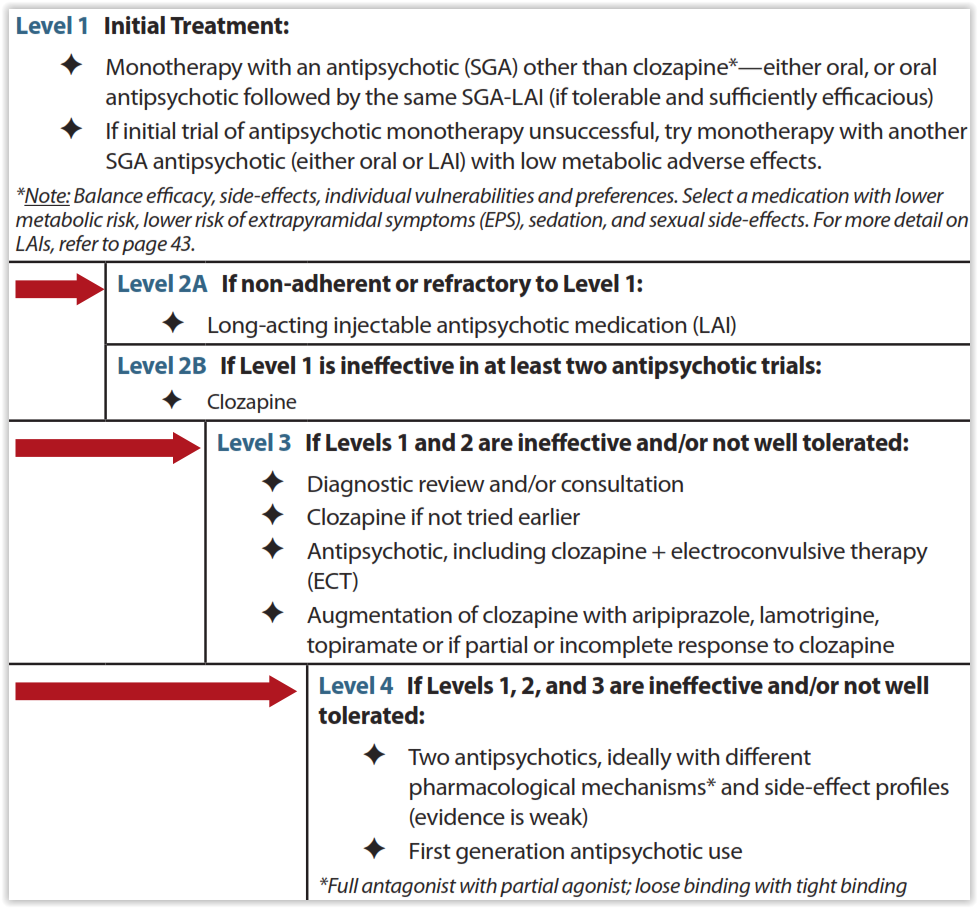 Level 1 Initial Treatment:
✦ Monotherapy with an antipsychotic (SGA) other than clozapine*—either oral, or oral
antipsychotic followed by the same SGA-LAI (if tolerable and sufficiently efficacious)
✦ If initial trial of antipsychotic monotherapy unsuccessful, try monotherapy with another
SGA antipsychotic (either oral or LAI) with low metabolic adverse effects.
*Note: Balance efficacy, side-effects, individual vulnerabilities and preferences. Select a medication with lower
metabolic risk, lower risk of extrapyramidal symptoms (EPS), sedation, and sexual side-effects. For more detail on
LAIs, refer to page 43.
Level 2A If non-adherent or refractory to Level 1:
✦ Long-acting injectable antipsychotic medication (LAI)
Level 2B If Level 1 is ineffective in at least two antipsychotic trials:
✦ Clozapine
Level 3 If Levels 1 and 2 are ineffective and/or not well tolerated:
✦ Diagnostic review and/or consultation
✦ Clozapine if not tried earlier
✦ Antipsychotic, including clozapine + electroconvulsive therapy
(ECT)
✦ Augmentation of clozapine with aripiprazole, lamotrigine,
topiramate or if partial or incomplete response to clozapine
Level 4 If Levels 1, 2, and 3 are ineffective and/or not well
tolerated:
✦ Two antipsychotics, ideally with different
pharmacological mechanisms* and side-effect profiles
(evidence is weak)
✦ First generation antipsychotic use
*Full antagonist with partial agonist; loose binding with tight binding